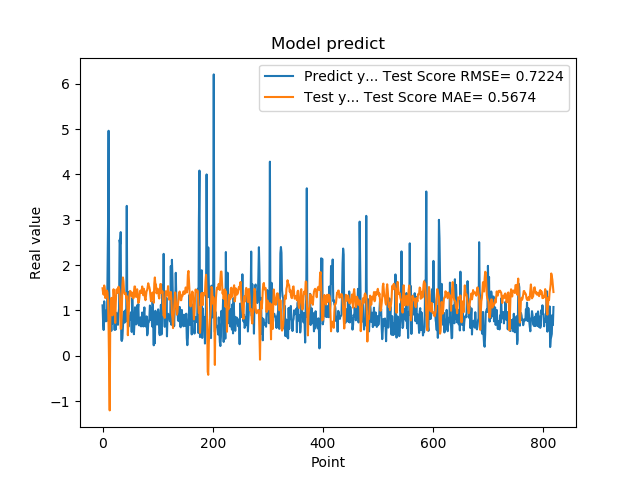 Model predict
Predict y... Test Score RMSE= 0.7224
Test y... Test Score MAE= 0.5674
6
5
4
3
2
1
0
−1
Real value
0 200 400 600 800
Point